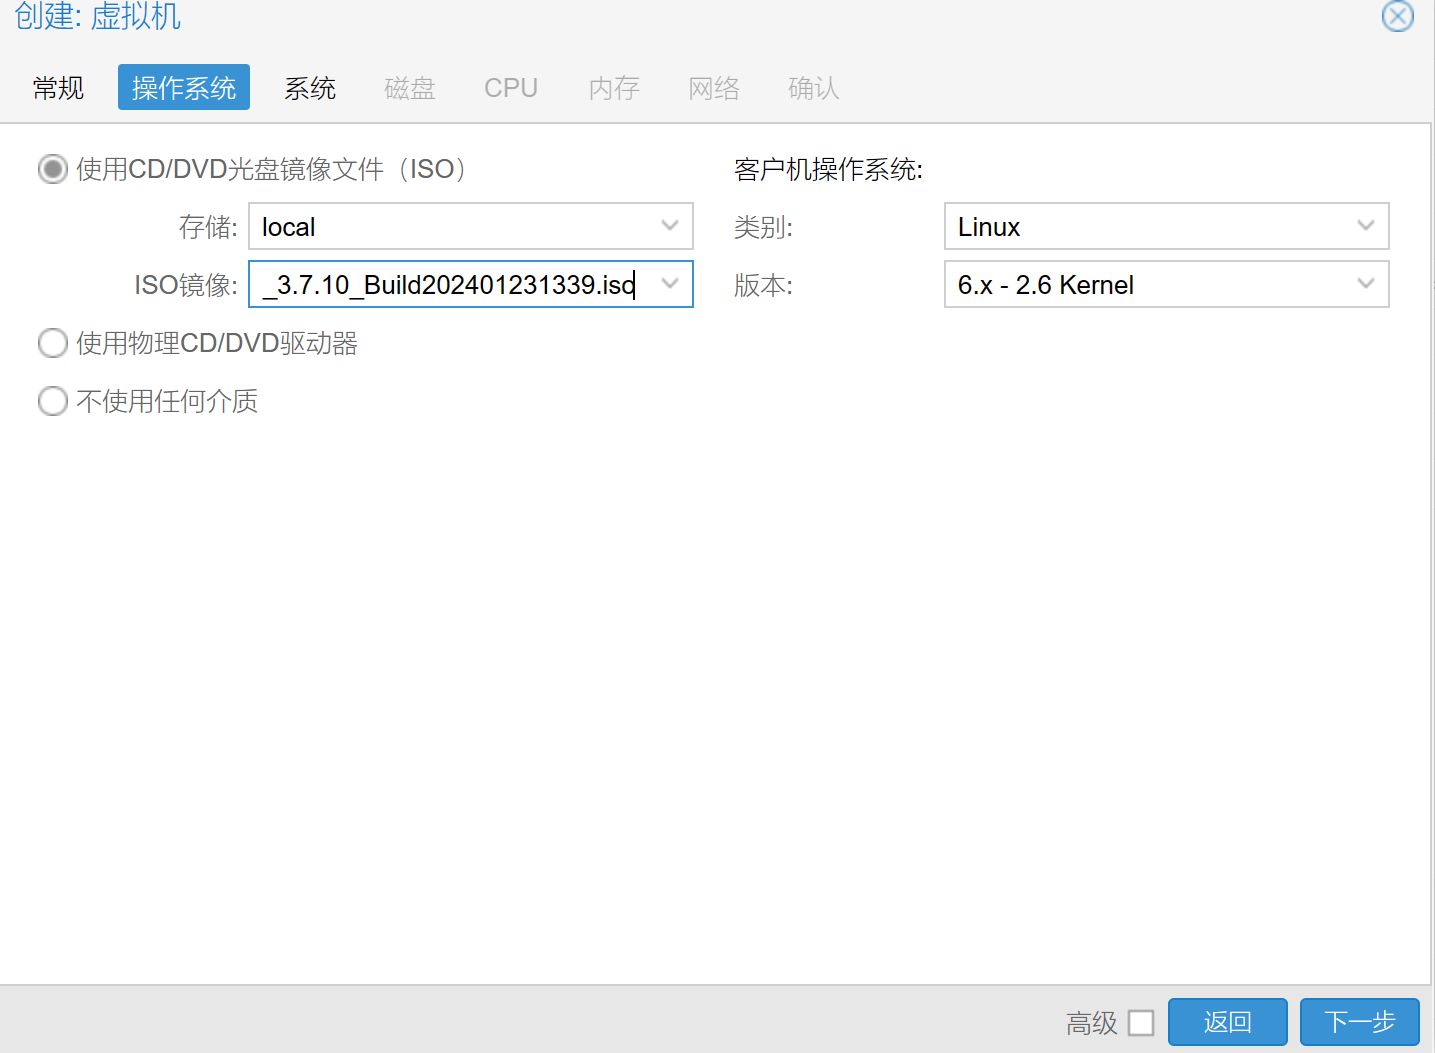 创建: 虚拟机
常规 操作系统 系统 磁盘 CPU 内存 网络 确认
使用CD/DVD光盘镜像文件（ISO） 客户机操作系统:
存储: local 类别: Linux
ISO镜像: _3.7.10_Build202401231339.iso 版本: 6.x - 2.6 Kernel
使用物理CD/DVD驱动器
不使用任何介质
高级 返回 下一步